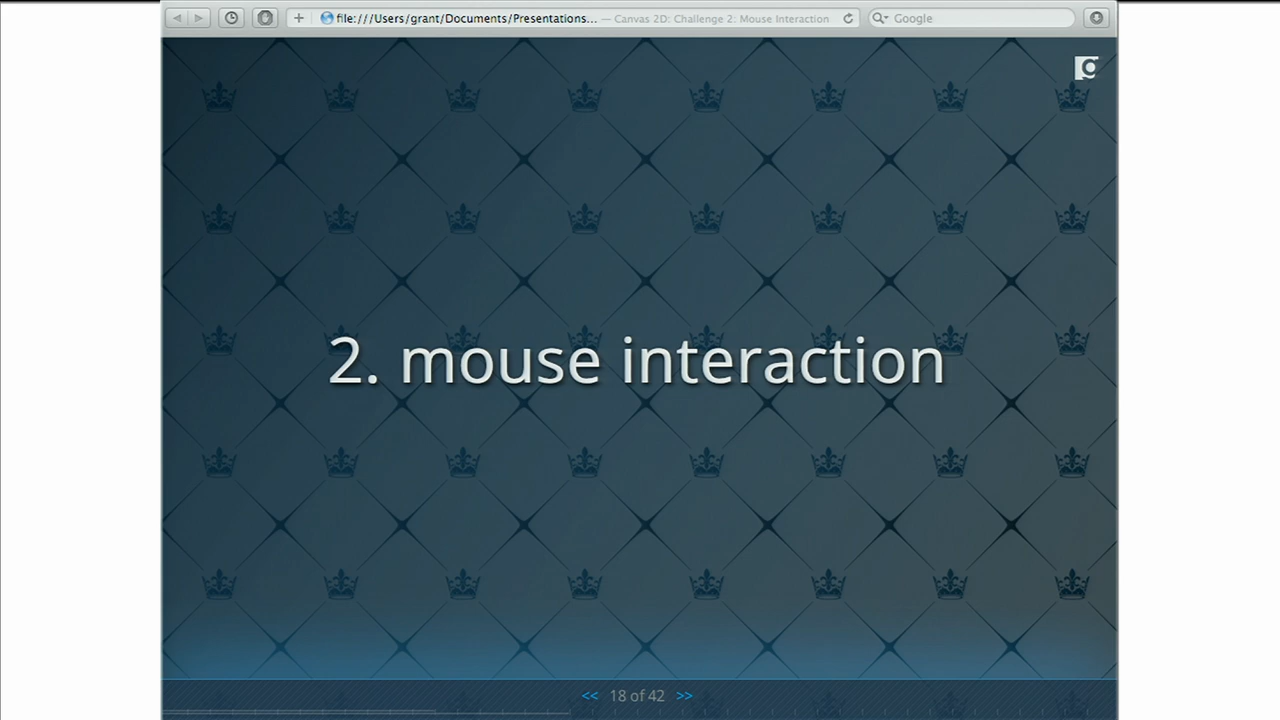 file:///Users/grant/Documents/Presentations... — Canvas 2D: Challenge 2: Mouse Interaction
Google
g
2. mouse interaction
<< 18 of 42 >>